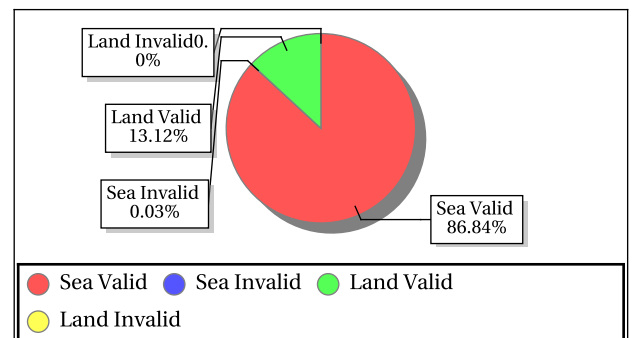 Land Invalid0.
0%
Land Valid
13.12%
Sea Invalid
0.03%
Sea Valid
86.84%
Sea Valid
Sea Invalid
Land Valid
Land Invalid